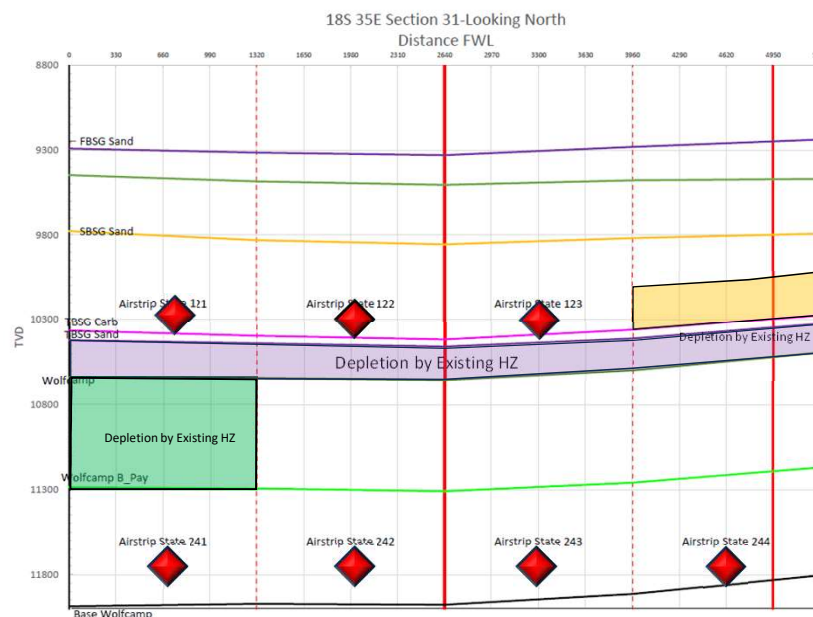 18S 35E Section 31-Looking North
Distance FWL
0 330 660 990 1320 1650 1980 2310 2640 2970 3300 3630 3960 4290 4620 4950
8800
FBSG Sand
9300
SBSG Sand
9800
Airstrip State 121 Airstrip State 122 Airstrip State 123
10300
TBSG Carb
TVD
TBSG Sand
Depletion by Existing HZ
Depletion by Existing HZ
Wolfcamp
10800
Depletion by Existing HZ
Wolfcamp B_Pay
11300
Airstrip State 241 Airstrip State 242 Airstrip State 243 Airstrip State 244
11800
Base Wolfcamp